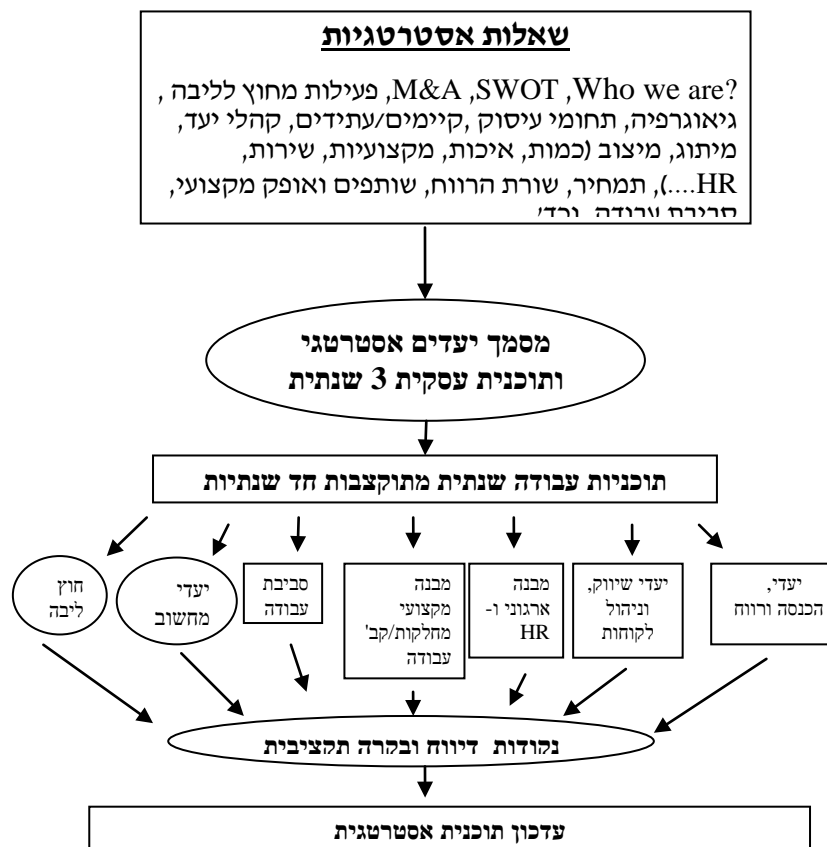 שאלות אסטרטגיות
Who we are?, SWOT, M&A, פעילות מחוץ לליבה,
גיאוגרפיה, תחומי עיסוק, קיימים/עתידים, קהלי יעד,
מיתוג, מיצוב (כמות, איכות, מקצועיות, שירות,
HR....), תמחיר, שורת הרווח, שותפים ואופק מקצועי,
סביבת עבודה וכד'
מסמך יעדים אסטרטגי
ותוכנית עסקית 3 שנתית
תוכניות עבודה שנתית מתוקצבות חד שנתיות
יעדי,
הכנסה ורווח
יעדי שיווק,
וניהול
לקוחות
מבנה
ארגוני ו-
HR
מבנה
מקצועי
מחלקות/קב'
עבודה
סביבת
עבודה
יעדי
מחשוב
חוץ
ליבה
נקודות דיווח ובקרה תקציבית
עדכון תוכנית אסטרטגית